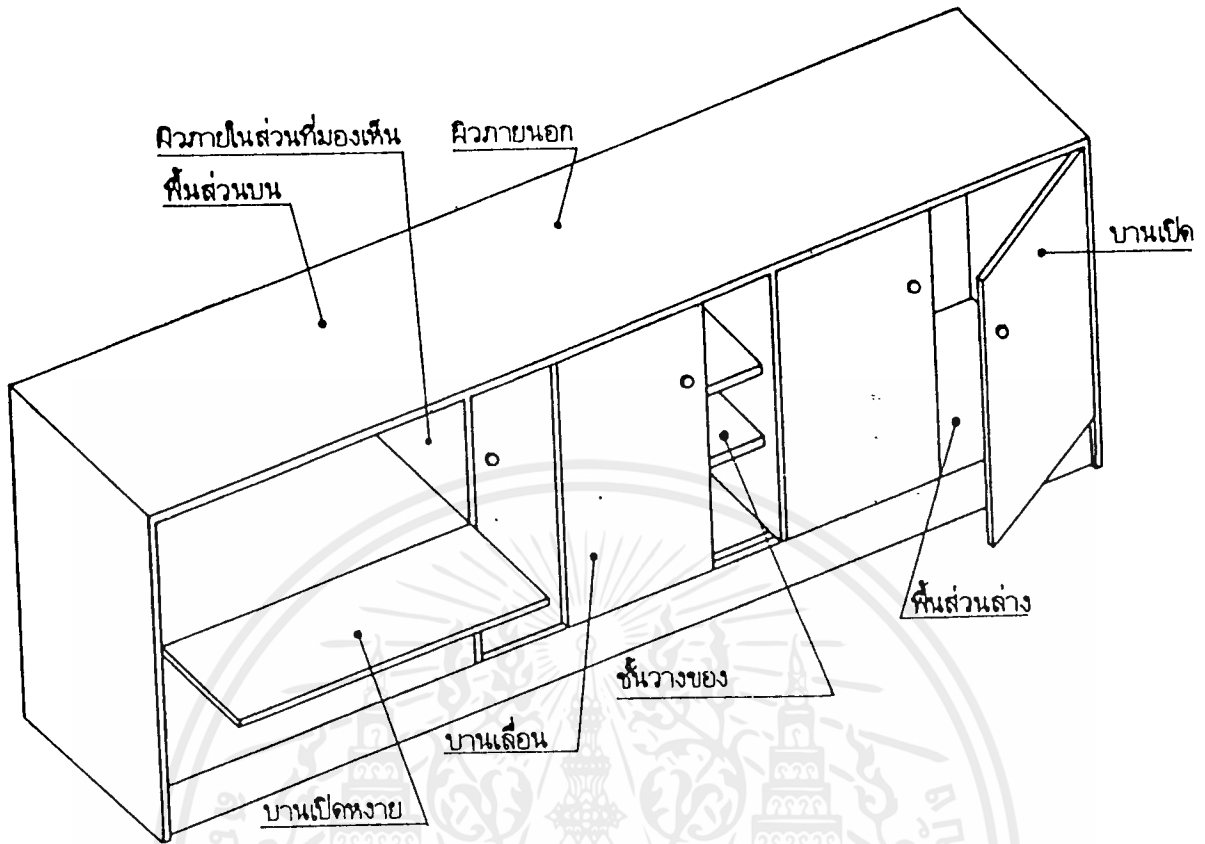 ผิวภายในส่วนที่มองเห็น
ผิวภายนอก
พื้นส่วนบน
บานเปิด
พื้นส่วนล่าง
ชั้นวางของ
บานเลื่อน
บานเปิดหงาย